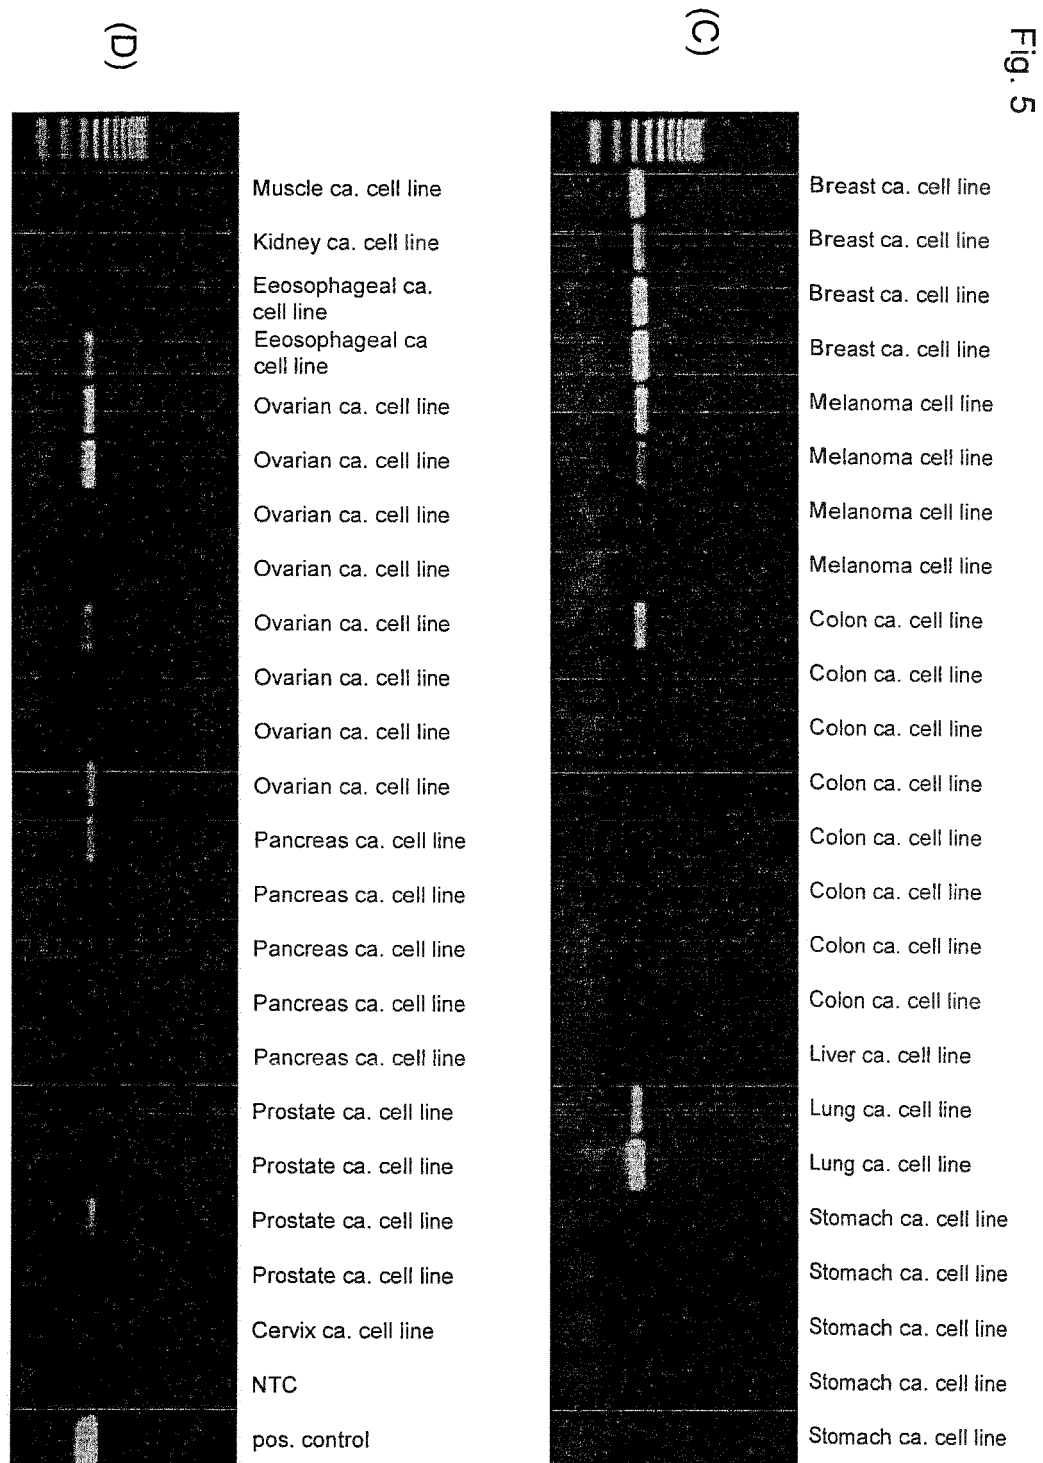 Fig. 5
(C)
Breast ca. cell line
Breast ca. cell line
Breast ca. cell line
Breast ca. cell line
Melanoma cell line
Melanoma cell line
Melanoma cell line
Melanoma cell line
Colon ca. cell line
Colon ca. cell line
Colon ca. cell line
Colon ca. cell line
Colon ca. cell line
Colon ca. cell line
Colon ca. cell line
Colon ca. cell line
Liver ca. cell line
Lung ca. cell line
Lung ca. cell line
Stomach ca. cell line
Stomach ca. cell line
Stomach ca. cell line
Stomach ca. cell line
Stomach ca. cell line
(D)
Muscle ca. cell line
Kidney ca. cell line
Eeosophageal ca.
cell line
Eeosophageal ca
cell line
Ovarian ca. cell line
Ovarian ca. cell line
Ovarian ca. cell line
Ovarian ca. cell line
Ovarian ca. cell line
Ovarian ca. cell line
Ovarian ca. cell line
Ovarian ca. cell line
Pancreas ca. cell line
Pancreas ca. cell line
Pancreas ca. cell line
Pancreas ca. cell line
Pancreas ca. cell line
Prostate ca. cell line
Prostate ca. cell line
Prostate ca. cell line
Prostate ca. cell line
Cervix ca. cell line
NTC
pos. control